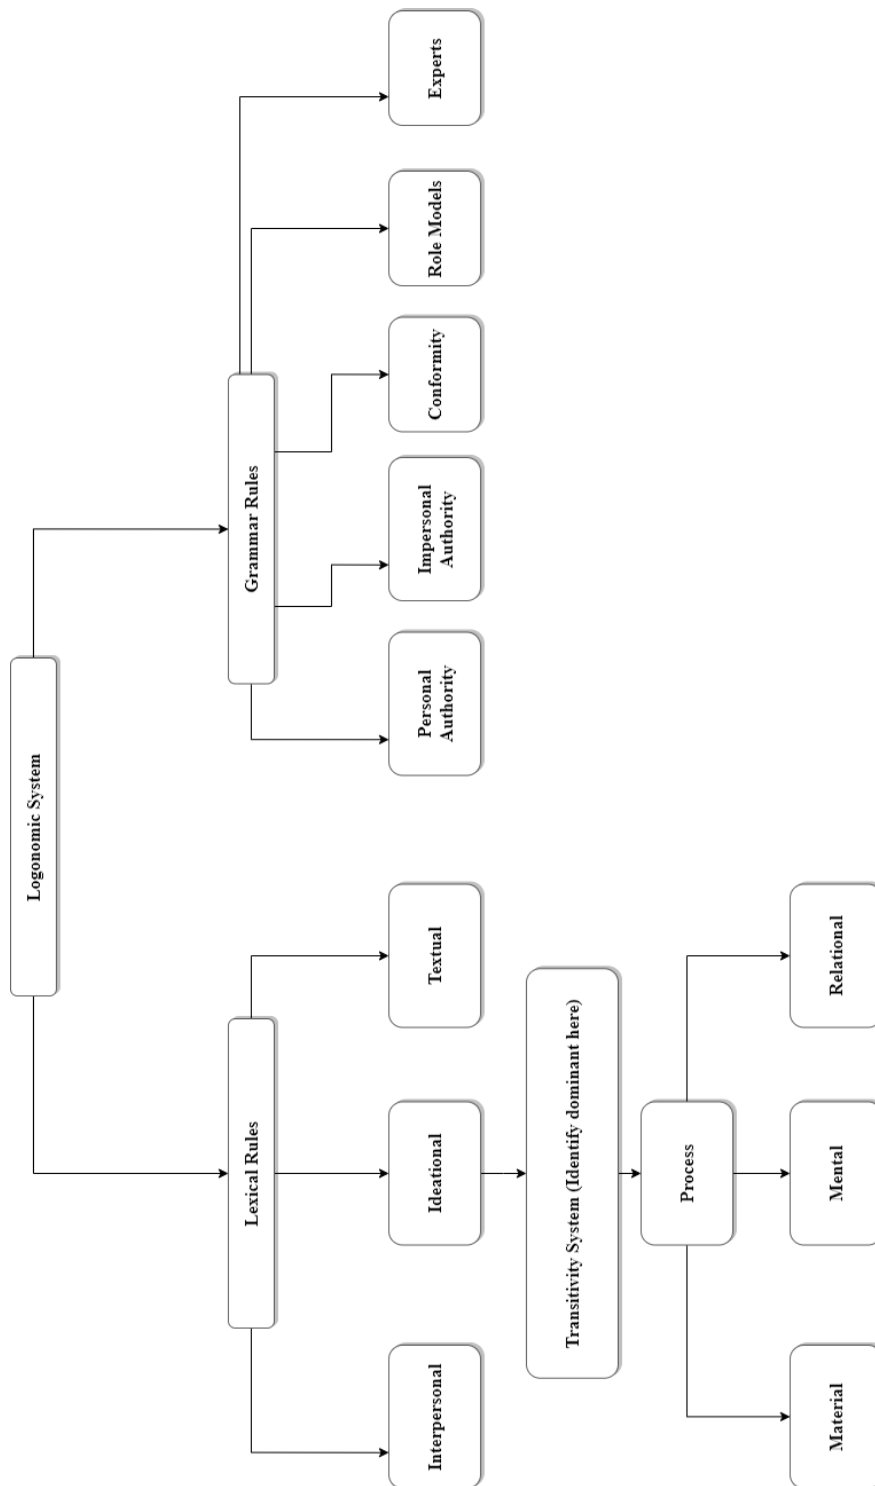 Logonomic System
Lexical Rules
Grammar Rules
Interpersonal
Ideational
Textual
Personal
Authority
Impersonal
Authority
Conformity
Role Models
Experts
Transitivity System (Identify dominant here)
Process
Material
Mental
Relational